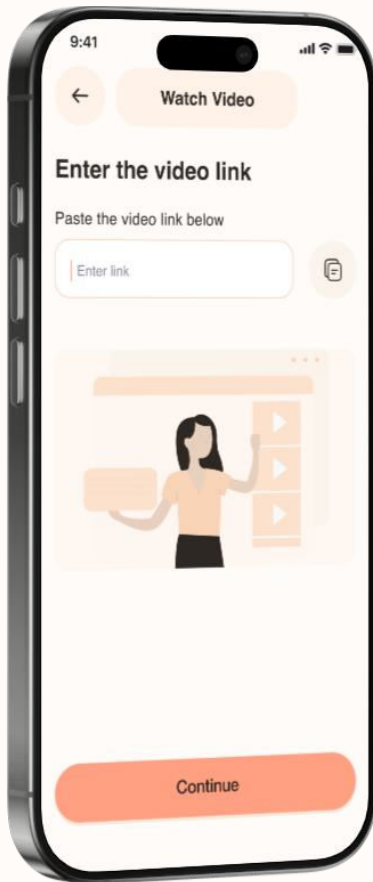 9:41
Watch Video
Enter the video link
Paste the video link below
Enter link
Continue